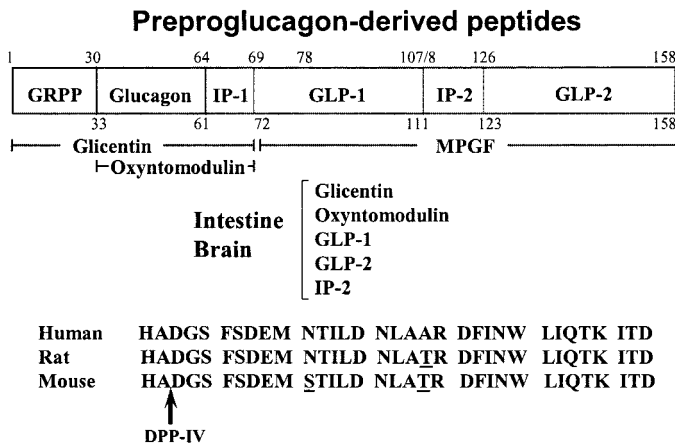 Preproglucagon-derived peptides
1 30 64 69 78 107/8 126 158
GRPP Glucagon IP-1 GLP-1 IP-2 GLP-2
33 61 72 111 123 158
Glicentin MPGF
Oxyntomodulin
Intestine
Brain
Glicentin
Oxyntomodulin
GLP-1
GLP-2
IP-2
Human HADGS FSDEM NTILD NLAAR DFINW LIQTK ITD
Rat HADGS FSDEM NTILD NLATR DFINW LIQTK ITD
Mouse HADGS FSDEM STILD NLATR DFINW LIQTK ITD
DPP-IV